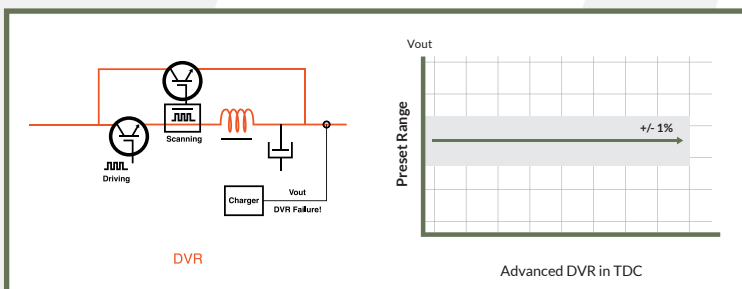 Scanning
Driving
Charger
Vout
DVR Failure!
DVR
Vout
Preset Range
+/- 1%
Advanced DVR in TDC